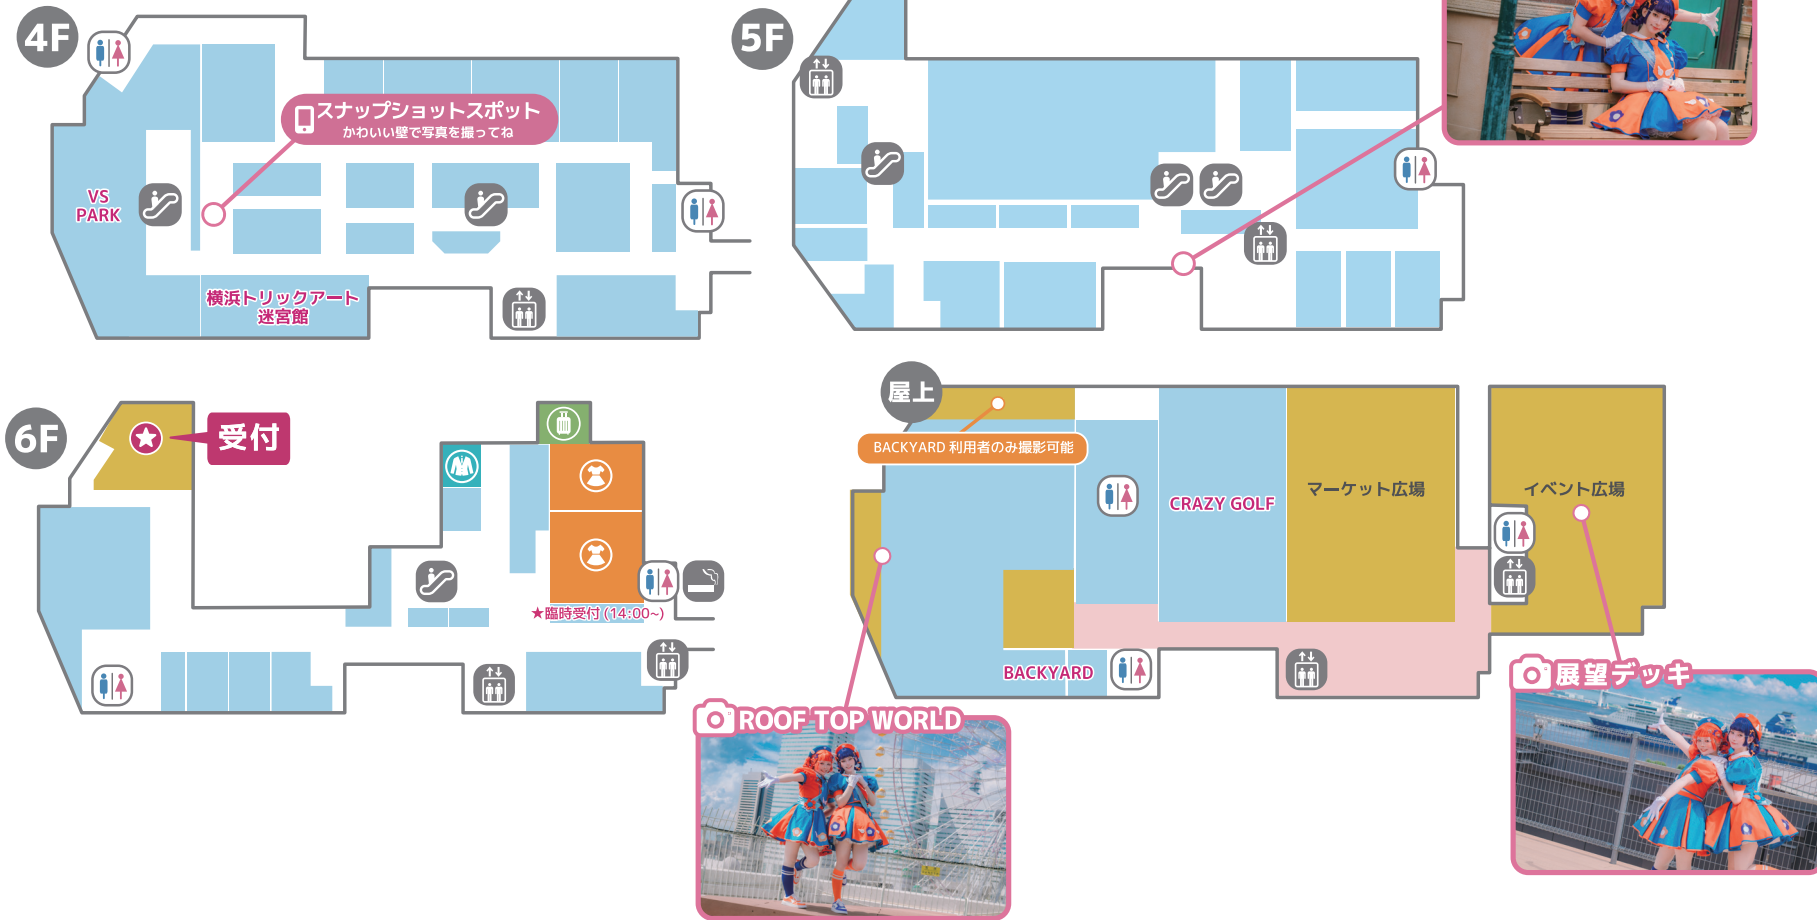 4F
スナップショットスポット
かわいい壁で写真を撮ってね
VS
PARK
横浜トリックアート
迷宮館
5F
6F
受付
★臨時受付 (14:00~)
屋上
BACKYARD 利用者のみ撮影可能
CRAZY GOLF
マーケット広場
イベント広場
BACKYARD
ROOF TOP WORLD
展望デッキ